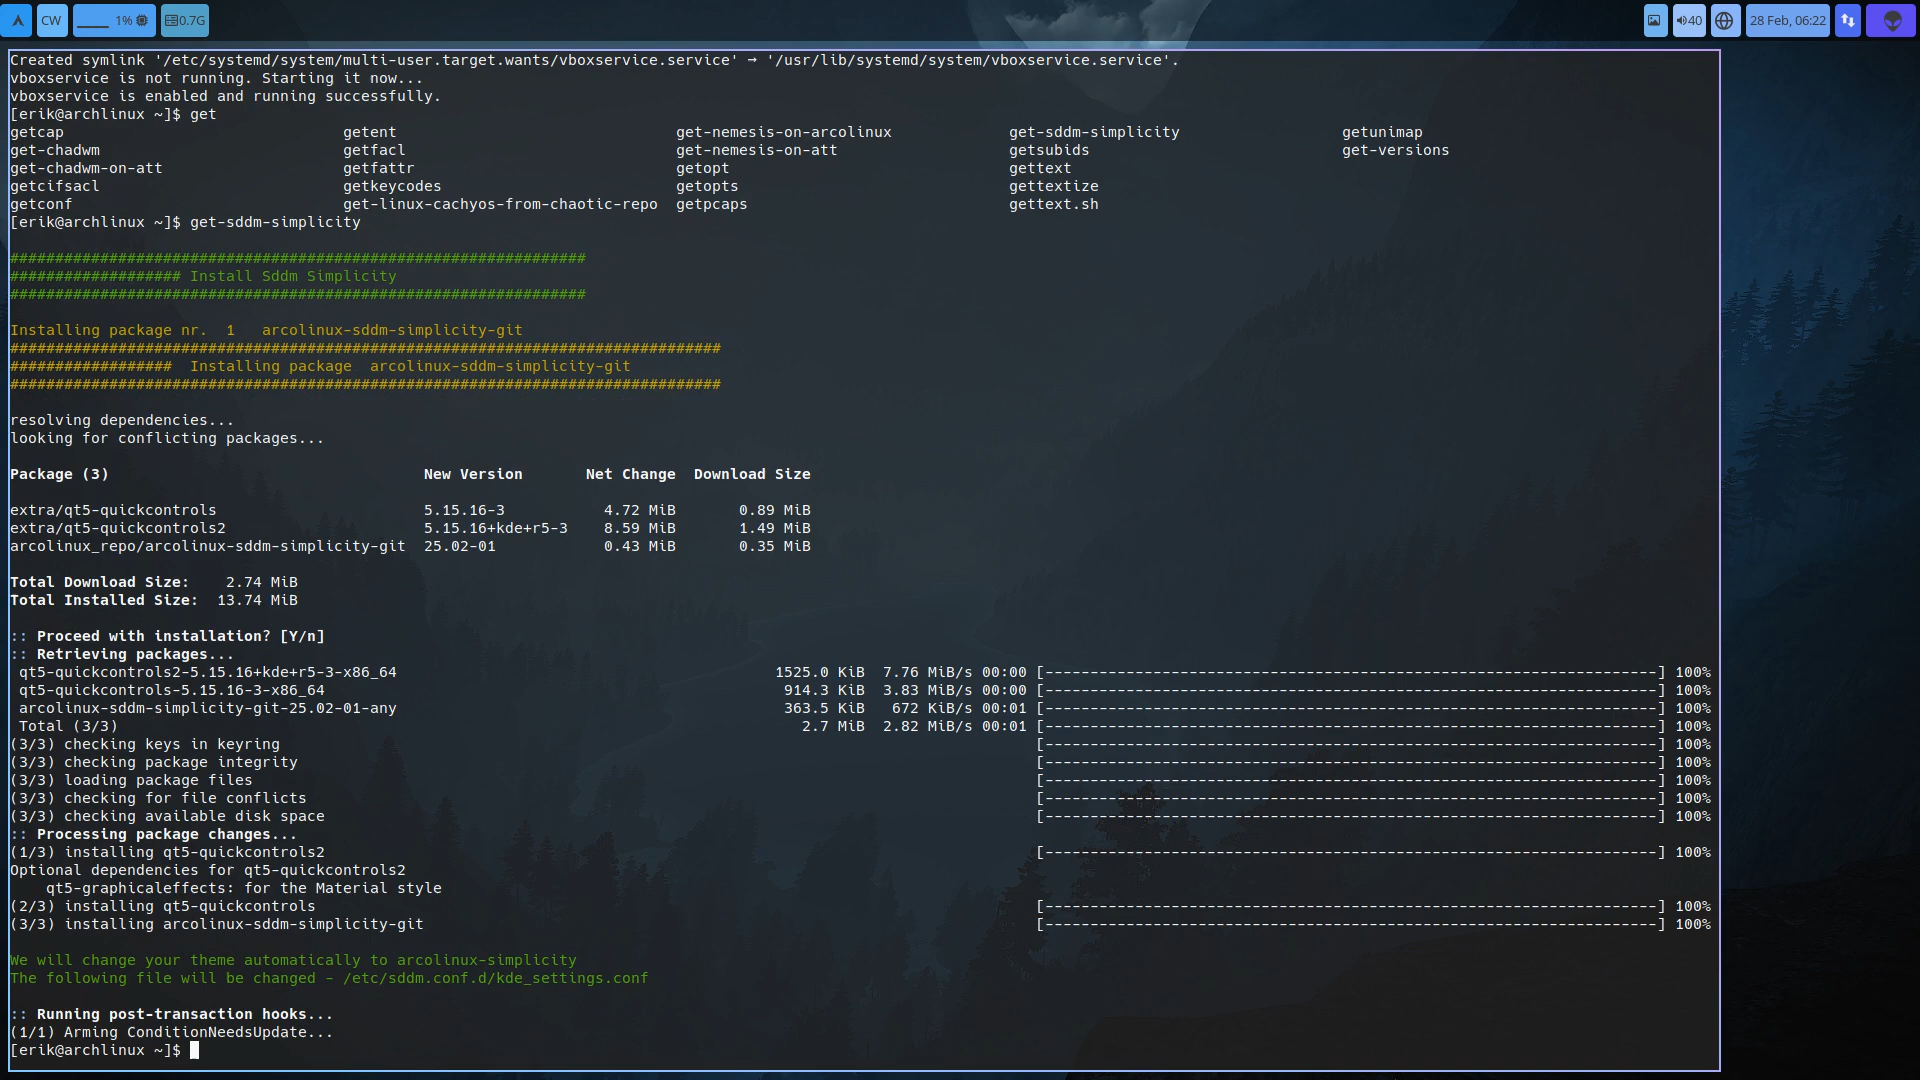 CW 1% 0.7G 40 28 Feb, 06:22
Created symlink '/etc/systemd/system/multi-user.target.wants/vboxservice.service' → '/usr/lib/systemd/system/vboxservice.service'.
vboxservice is not running. Starting it now...
vboxservice is enabled and running successfully.
[erik@archlinux ~]$ get
getcap getent get-nemesis-on-arcolinux get-sddm-simplicity getunimap
get-chadwm getfacl get-nemesis-on-att getsubids get-versions
get-chadwm-on-att getfattr getopt gettext
getcifsacl getkeycodes getopts gettextize
getconf get-linux-cachyos-from-chaotic-repo getpcaps gettext.sh
[erik@archlinux ~]$ get-sddm-simplicity
################################################################
################### Install Sddm Simplicity
################################################################
Installing package nr.  1   arcolinux-sddm-simplicity-git
###############################################################################
##################  Installing package  arcolinux-sddm-simplicity-git
###############################################################################
resolving dependencies...
looking for conflicting packages...
Package (3) New Version Net Change Download Size
extra/qt5-quickcontrols 5.15.16-3 4.72 MiB 0.89 MiB
extra/qt5-quickcontrols2 5.15.16+kde+r5-3 8.59 MiB 1.49 MiB
arcolinux_repo/arcolinux-sddm-simplicity-git 25.02-01 0.43 MiB 0.35 MiB
Total Download Size: 2.74 MiB
Total Installed Size: 13.74 MiB
:: Proceed with installation? [Y/n]
:: Retrieving packages...
qt5-quickcontrols2-5.15.16+kde+r5-3-x86_64 1525.0 KiB 7.76 MiB/s 00:00 [--------------------------------------------------------------------] 100%
qt5-quickcontrols-5.15.16-3-x86_64 914.3 KiB 3.83 MiB/s 00:00 [--------------------------------------------------------------------] 100%
arcolinux-sddm-simplicity-git-25.02-01-any 363.5 KiB 672 KiB/s 00:01 [--------------------------------------------------------------------] 100%
Total (3/3) 2.7 MiB 2.82 MiB/s 00:01 [--------------------------------------------------------------------] 100%
(3/3) checking keys in keyring [--------------------------------------------------------------------] 100%
(3/3) checking package integrity [--------------------------------------------------------------------] 100%
(3/3) loading package files [--------------------------------------------------------------------] 100%
(3/3) checking for file conflicts [--------------------------------------------------------------------] 100%
(3/3) checking available disk space [--------------------------------------------------------------------] 100%
:: Processing package changes...
(1/3) installing qt5-quickcontrols2 [--------------------------------------------------------------------] 100%
Optional dependencies for qt5-quickcontrols2
qt5-graphicaleffects: for the Material style
(2/3) installing qt5-quickcontrols [--------------------------------------------------------------------] 100%
(3/3) installing arcolinux-sddm-simplicity-git [--------------------------------------------------------------------] 100%
We will change your theme automatically to arcolinux-simplicity
The following file will be changed - /etc/sddm.conf.d/kde_settings.conf
:: Running post-transaction hooks...
(1/1) Arming ConditionNeedsUpdate...
[erik@archlinux ~]$